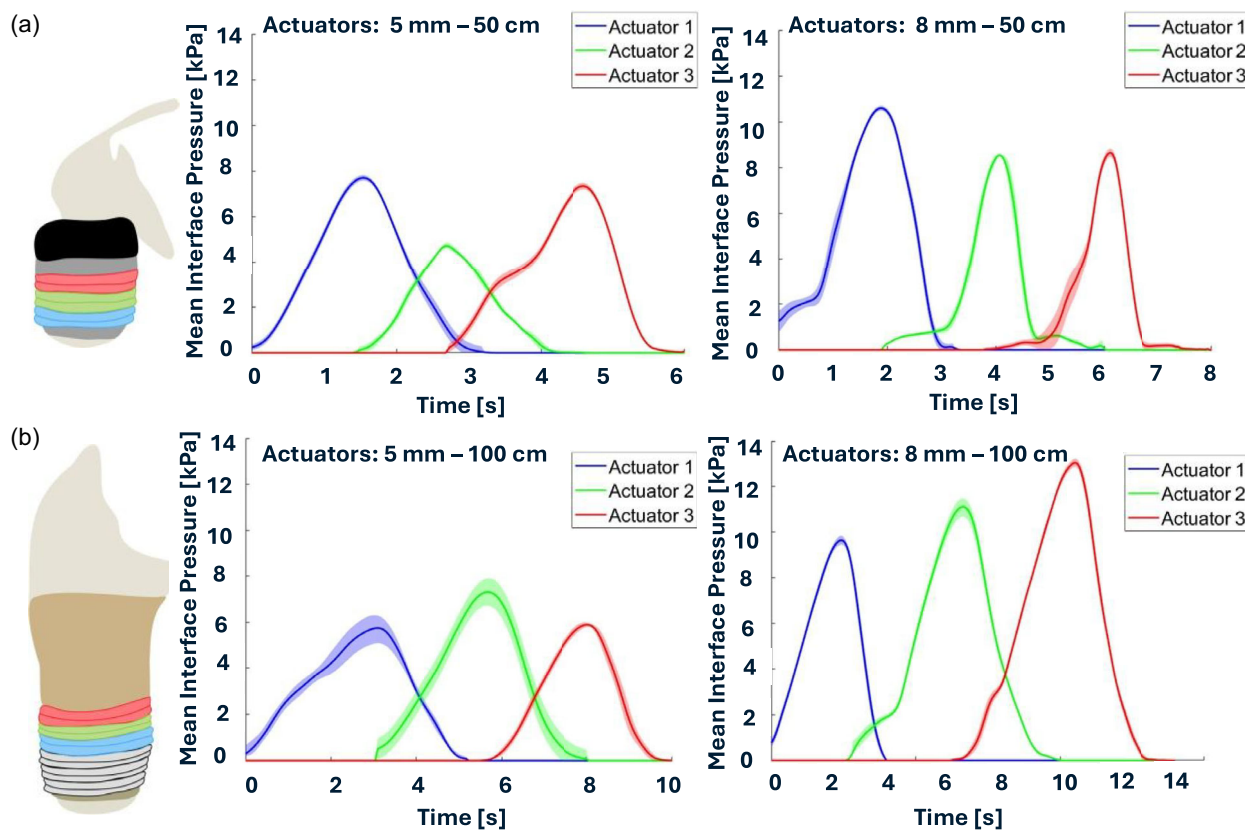 (a)
Actuators: 5 mm – 50 cm
Mean Interface Pressure [kPa]
14
12
10
8
6
4
2
0
Actuator 1
Actuator 2
Actuator 3
0 1 2 3 4 5 6
Time [s]
Actuators: 8 mm – 50 cm
Mean Interface Pressure [kPa]
14
12
10
8
6
4
2
0
Actuator 1
Actuator 2
Actuator 3
0 1 2 3 4 5 6 7 8
Time [s]
(b)
Actuators: 5 mm – 100 cm
Mean Interface Pressure [kPa]
14
12
10
8
6
4
2
0
Actuator 1
Actuator 2
Actuator 3
0 2 4 6 8 10
Time [s]
Actuators: 8 mm – 100 cm
Mean Interface Pressure [kPa]
14
12
10
8
6
4
2
0
Actuator 1
Actuator 2
Actuator 3
0 2 4 6 8 10 12 14
Time [s]